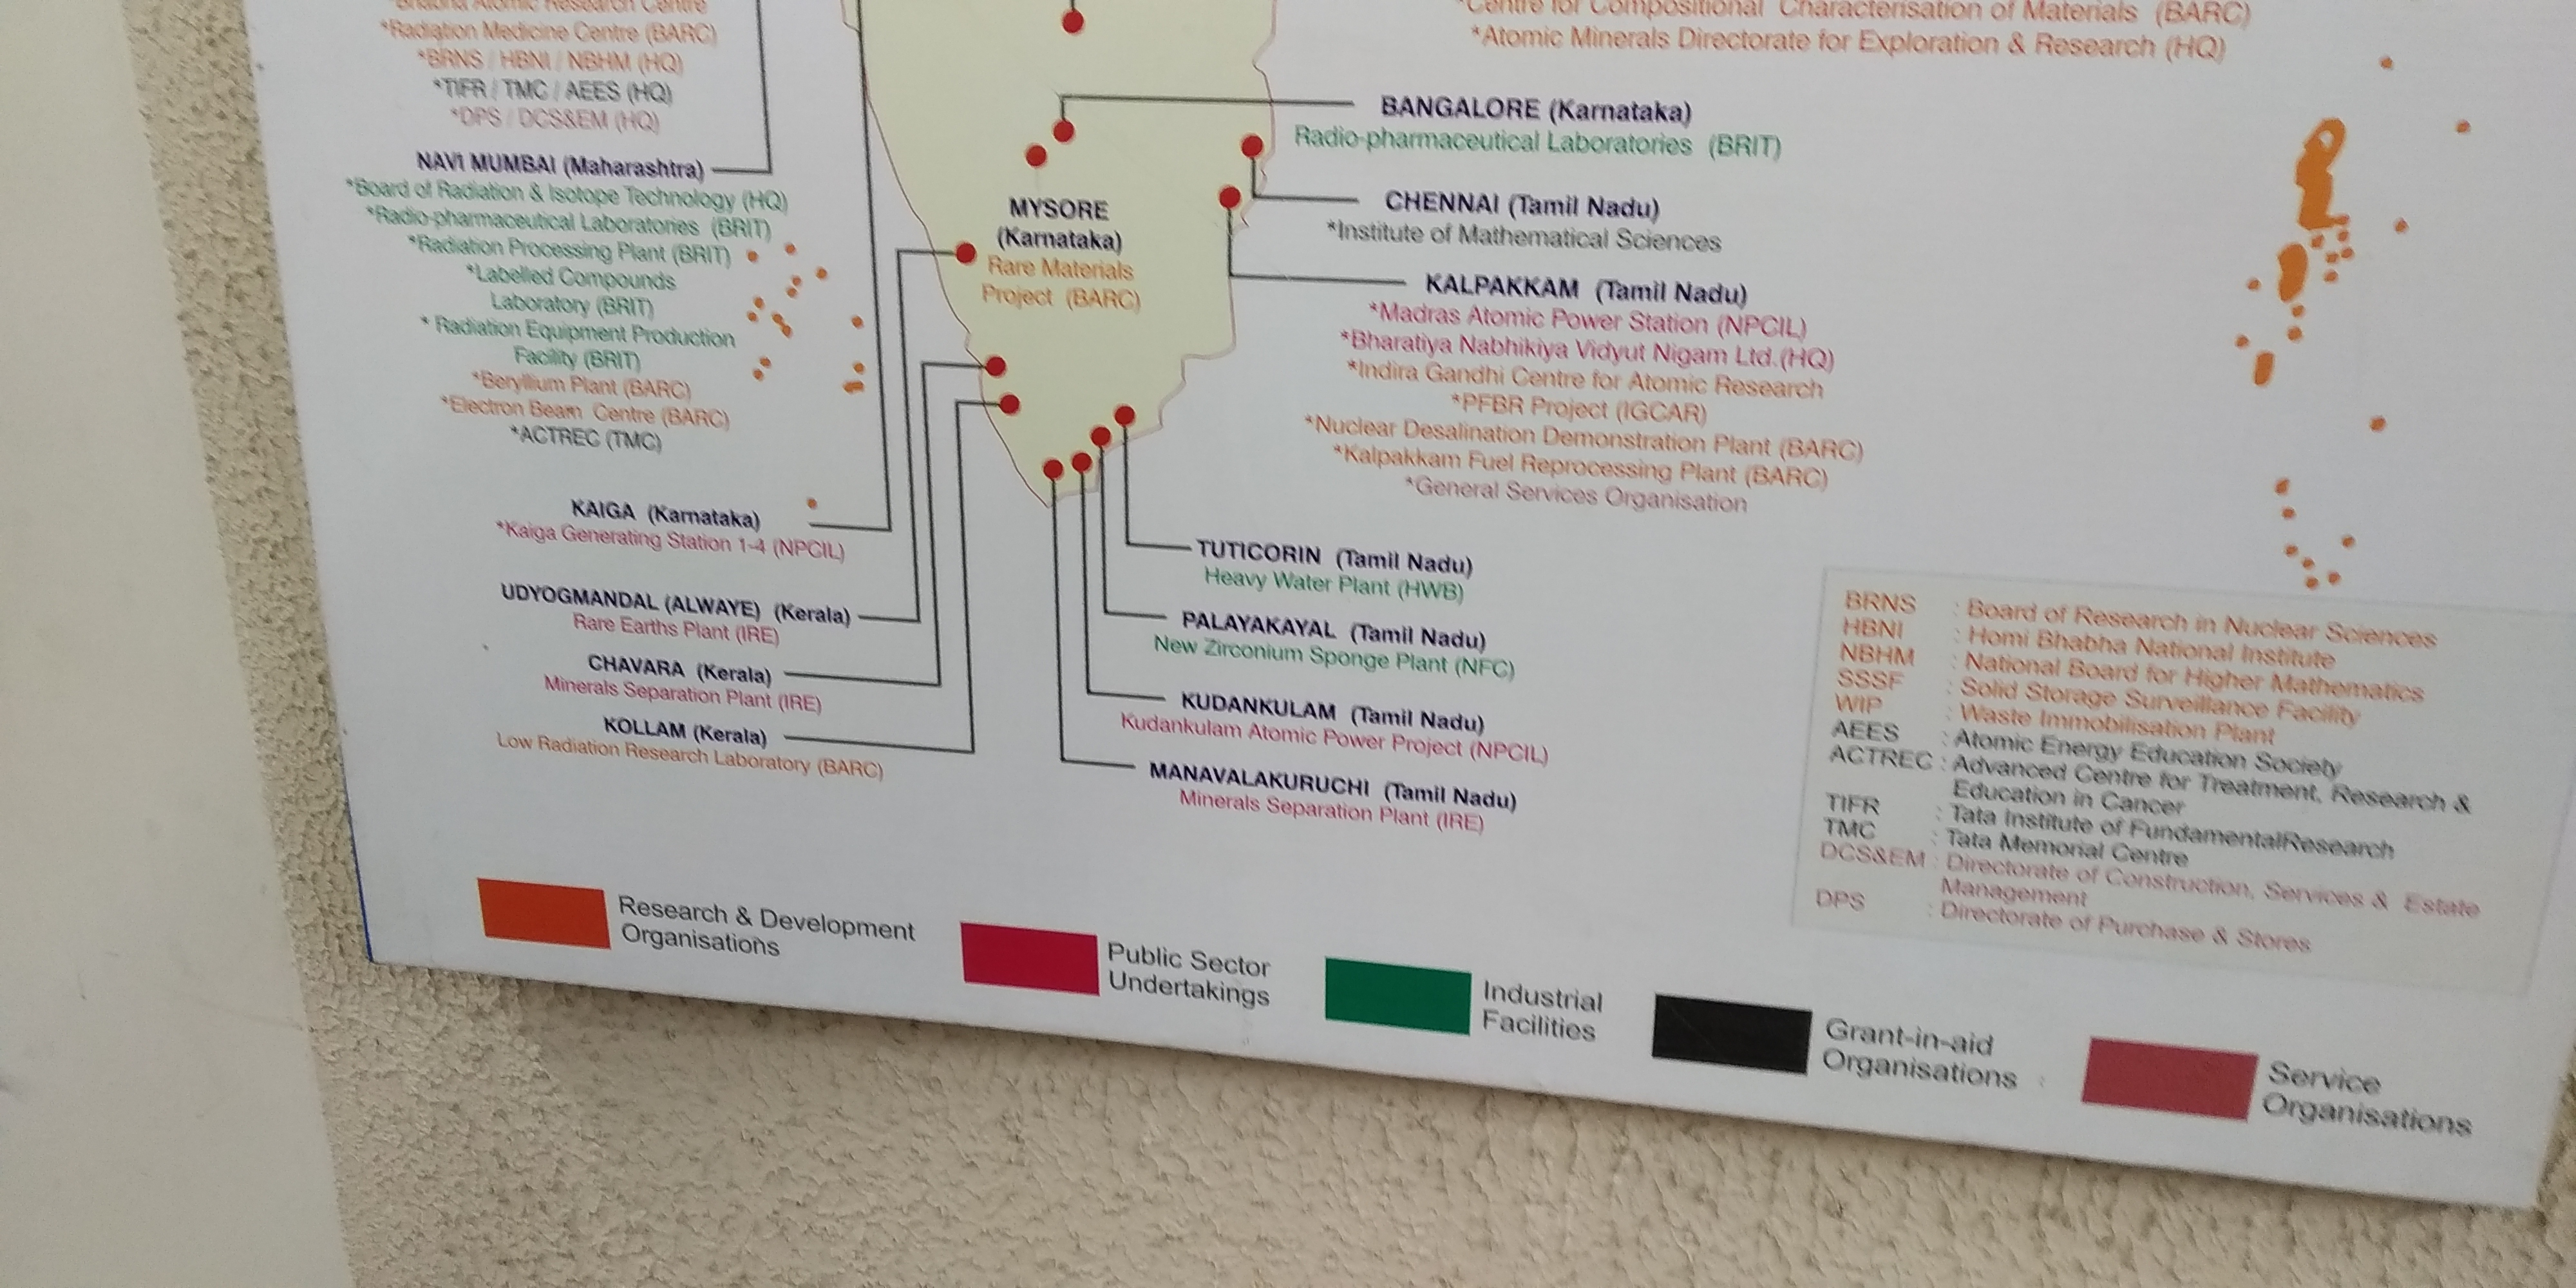 *Bhabha Atomic Research Centre
*Radiation Medicine Centre (BARC)
*BRNS / HBNI / NBHM (HQ)
*TIFR / TMC / AEES (HQ)
*DPS / DCS&EM (HQ)
NAVI MUMBAI (Maharashtra)
*Board of Radiation & Isotope Technology (HQ)
*Radio-pharmaceutical Laboratories (BRIT)
*Radiation Processing Plant (BRIT)
*Labelled Compounds
Laboratory (BRIT)
* Radiation Equipment Production
Facility (BRIT)
*Beryllium Plant (BARC)
*Electron Beam Centre (BARC)
*ACTREC (TMC)
KAIGA (Karnataka)
*Kaiga Generating Station 1-4 (NPCIL)
UDYOGMANDAL (ALWAYE) (Kerala)
Rare Earths Plant (IRE)
CHAVARA (Kerala)
Minerals Separation Plant (IRE)
KOLLAM (Kerala)
Low Radiation Research Laboratory (BARC)
MYSORE
(Karnataka)
Rare Materials
Project (BARC)
*Centre for Compositional Characterisation of Materials (BARC)
*Atomic Minerals Directorate for Exploration & Research (HQ)
BANGALORE (Karnataka)
Radio-pharmaceutical Laboratories (BRIT)
CHENNAI (Tamil Nadu)
*Institute of Mathematical Sciences
KALPAKKAM (Tamil Nadu)
*Madras Atomic Power Station (NPCIL)
*Bharatiya Nabhikiya Vidyut Nigam Ltd.(HQ)
*Indira Gandhi Centre for Atomic Research
*PFBR Project (IGCAR)
*Nuclear Desalination Demonstration Plant (BARC)
*Kalpakkam Fuel Reprocessing Plant (BARC)
*General Services Organisation
TUTICORIN (Tamil Nadu)
Heavy Water Plant (HWB)
PALAYAKAYAL (Tamil Nadu)
New Zirconium Sponge Plant (NFC)
KUDANKULAM (Tamil Nadu)
Kudankulam Atomic Power Project (NPCIL)
MANAVALAKURUCHI (Tamil Nadu)
Minerals Separation Plant (IRE)
BRNS : Board of Research in Nuclear Sciences
HBNI : Homi Bhabha National Institute
NBHM : National Board for Higher Mathematics
SSSF : Solid Storage Surveillance Facility
WIP : Waste Immobilisation Plant
AEES : Atomic Energy Education Society
ACTREC : Advanced Centre for Treatment, Research &
Education in Cancer
TIFR : Tata Institute of FundamentalResearch
TMC : Tata Memorial Centre
DCS&EM : Directorate of Construction, Services & Estate
Management
DPS : Directorate of Purchase & Stores
Research & Development
Organisations
Public Sector
Undertakings
Industrial
Facilities
Grant-in-aid
Organisations
Service
Organisations